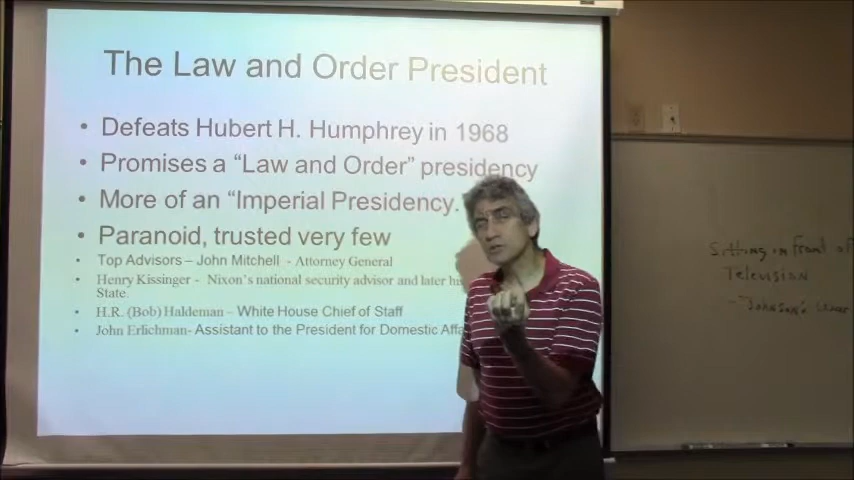 The Law and Order President
• Defeats Hubert H. Humphrey in 1968
• Promises a “Law and Order” presidency
• More of an “Imperial Presidency.
• Paranoid, trusted very few
• Top Advisors – John Mitchell - Attorney General
• Henry Kissinger - Nixon's national security advisor and later his
State.
• H.R. (Bob) Haldeman - White House Chief of Staff
• John Erlichman- Assistant to the President for Domestic Affa
Sitting in front of
Television
- Johnson's